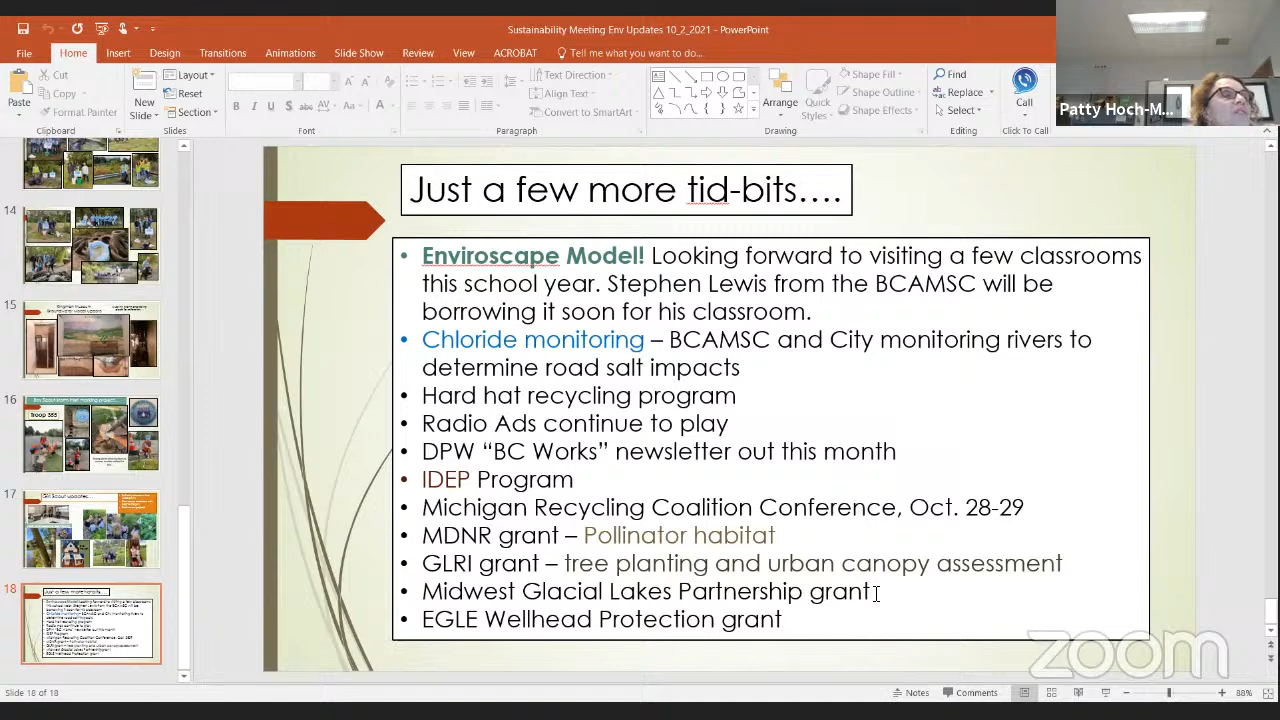 Sustainability Meeting Env Updates 10_2_2021 - PowerPoint
File Home Insert Design Transitions Animations Slide Show Review View ACROBAT Tell me what you want to do...
Patty Hoch-M...
Paste
Cut
Copy
Format Painter
Clipboard
New Slide
Layout
Reset
Section
Slides
B I U S abc AV Aa A
Font
Text Direction
Align Text
Convert to SmartArt
Paragraph
Arrange
Quick Styles
Shape Fill
Shape Outline
Shape Effects
Drawing
Find
Replace
Select
Editing
Call
Click To Call
14
15
16
Troop 355
17
Girl Scout updates...
18
Just a few more tid-bits....
• Enviroscape Model! Looking forward to visiting a few classrooms
this school year. Stephen Lewis from the BCAMSC will be
borrowing it soon for his classroom.
• Chloride monitoring – BCAMSC and City monitoring rivers to
determine road salt impacts
• Hard hat recycling program
• Radio Ads continue to play
• DPW “BC Works” newsletter out this month
• IDEP Program
• Michigan Recycling Coalition Conference, Oct. 28-29
• MDNR grant – Pollinator habitat
• GLRI grant – tree planting and urban canopy assessment
• Midwest Glacial Lakes Partnership grant
• EGLE Wellhead Protection grant
zoom
Slide 18 of 18
Notes Comments 88%